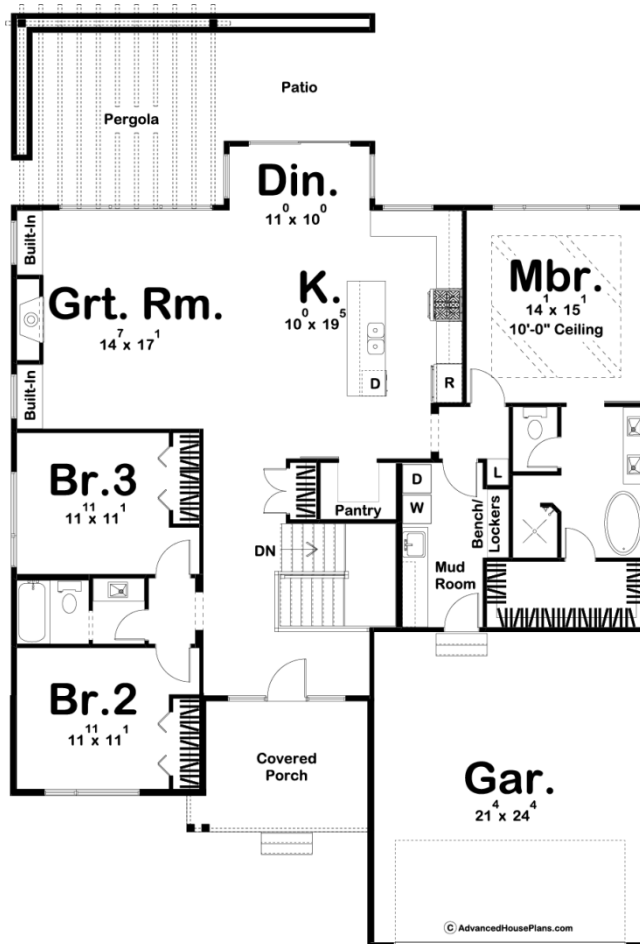 Patio
Pergola
Din.
11⁰ x 10⁰
Built-In
Grt. Rm.
14⁷ x 17¹
K.
10⁰ x 19⁵
Mbr.
14¹ x 15¹
10'-0" Ceiling
Built-In
D
R
Br.3
11¹¹ x 11¹
Pantry
D
W
L
Bench/
Lockers
DN
Mud
Room
Br.2
11¹¹ x 11¹
Covered
Porch
Gar.
21⁴ x 24⁴
© AdvancedHousePlans.com